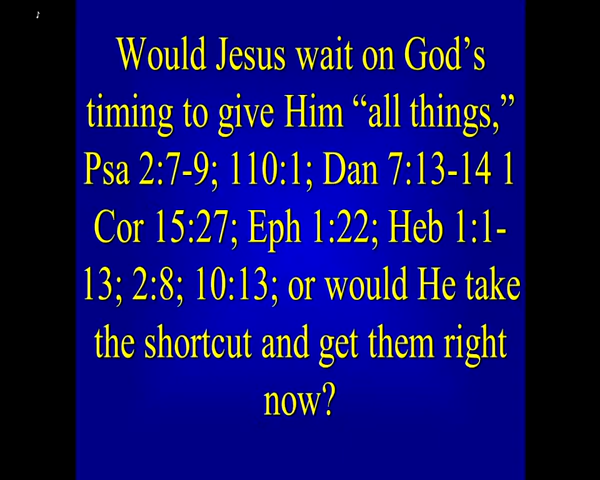 Would Jesus wait on God’s
timing to give Him “all things,”
Psa 2:7-9; 110:1; Dan 7:13-14 1
Cor 15:27; Eph 1:22; Heb 1:1-
13; 2:8; 10:13; or would He take
the shortcut and get them right
now?